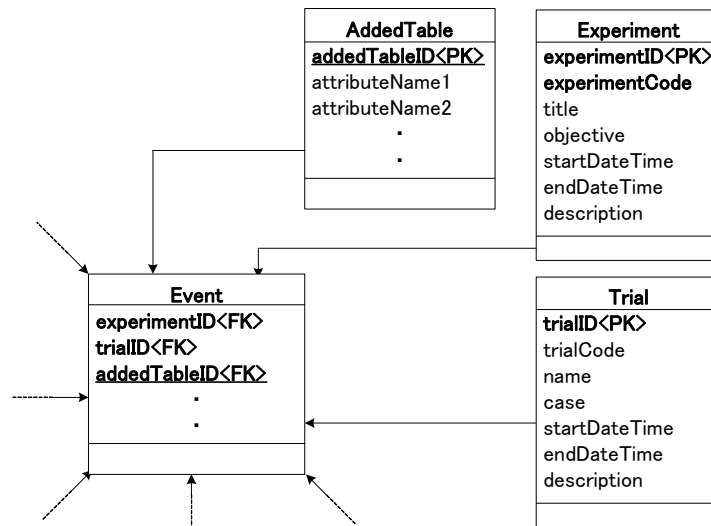 AddedTable
addedTableID<PK>
attributeName1
attributeName2
・
・
Experiment
experimentID<PK>
experimentCode
title
objective
startDateTime
endDateTime
description
Event
experimentID<FK>
trialID<FK>
addedTableID<FK>
・
・
Trial
trialID<PK>
trialCode
name
case
startDateTime
endDateTime
description